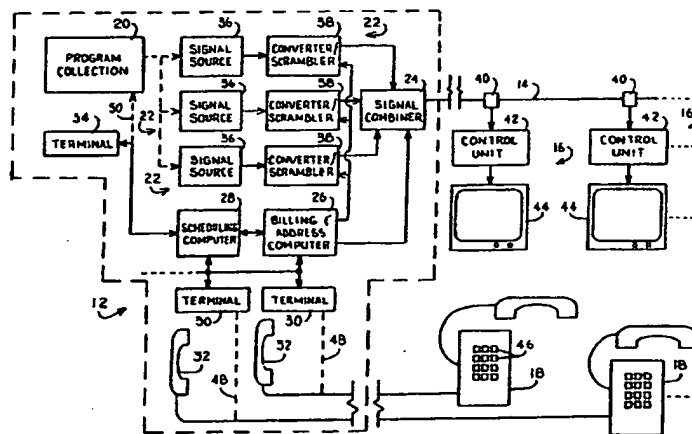 20
36
58
22
PROGRAM
COLLECTION
SIGNAL
SOURCE
CONVERTER/
SCRAMBLER
24
40
14
40
16
50
22
56
58
SIGNAL
SOURCE
CONVERTER/
SCRAMBLER
SIGNAL
COMBINER
54
TERMINAL
42
CONTROL
UNIT
16
42
CONTROL
UNIT
22
56
58
SIGNAL
SOURCE
CONVERTER/
SCRAMBLER
44
44
28
SCHEDULING
COMPUTER
26
BILLING &
ADDRESS
COMPUTER
12
TERMINAL
30
TERMINAL
30
32
48
32
48
46
18
18